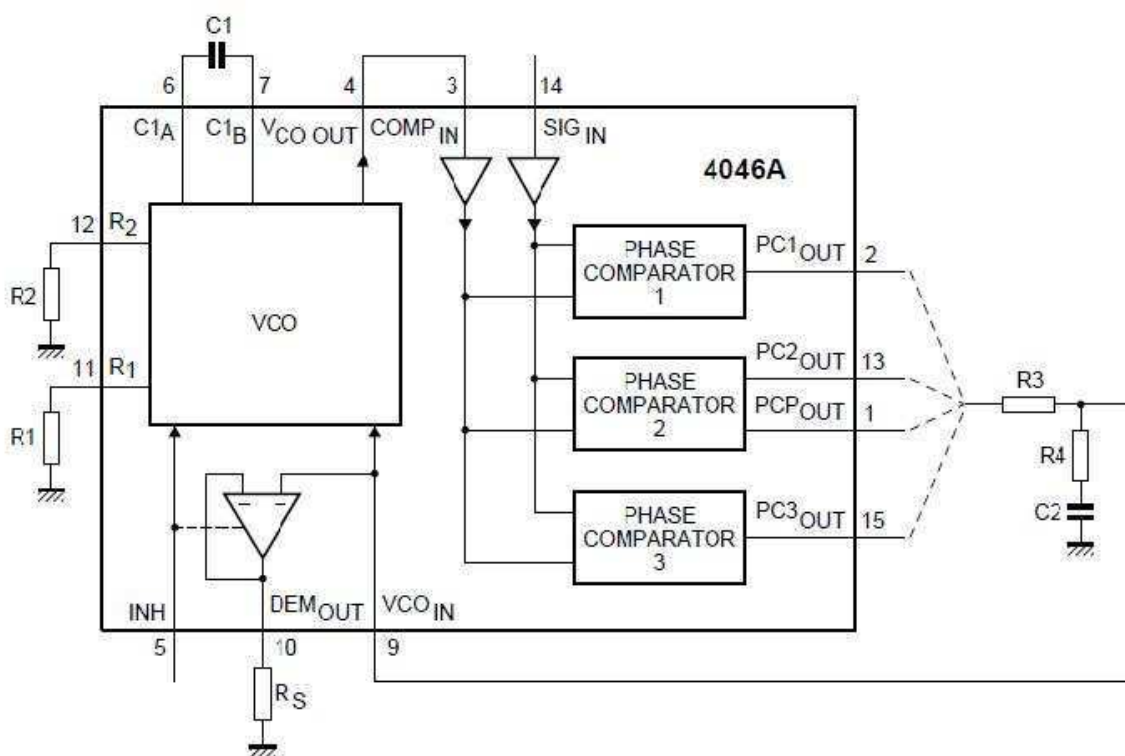 C1
6
7
4
3
14
C1A
C1B
VCO OUT
COMPIN
SIGIN
4046A
12
R2
R2
PHASE
COMPARATOR
1
PC1OUT
2
VCO
11
R1
R1
PHASE
COMPARATOR
2
PC2OUT
13
PCPOUT
1
R3
R4
C2
PHASE
COMPARATOR
3
PC3OUT
15
INH
DEMOUT
VCOIN
5
10
9
RS